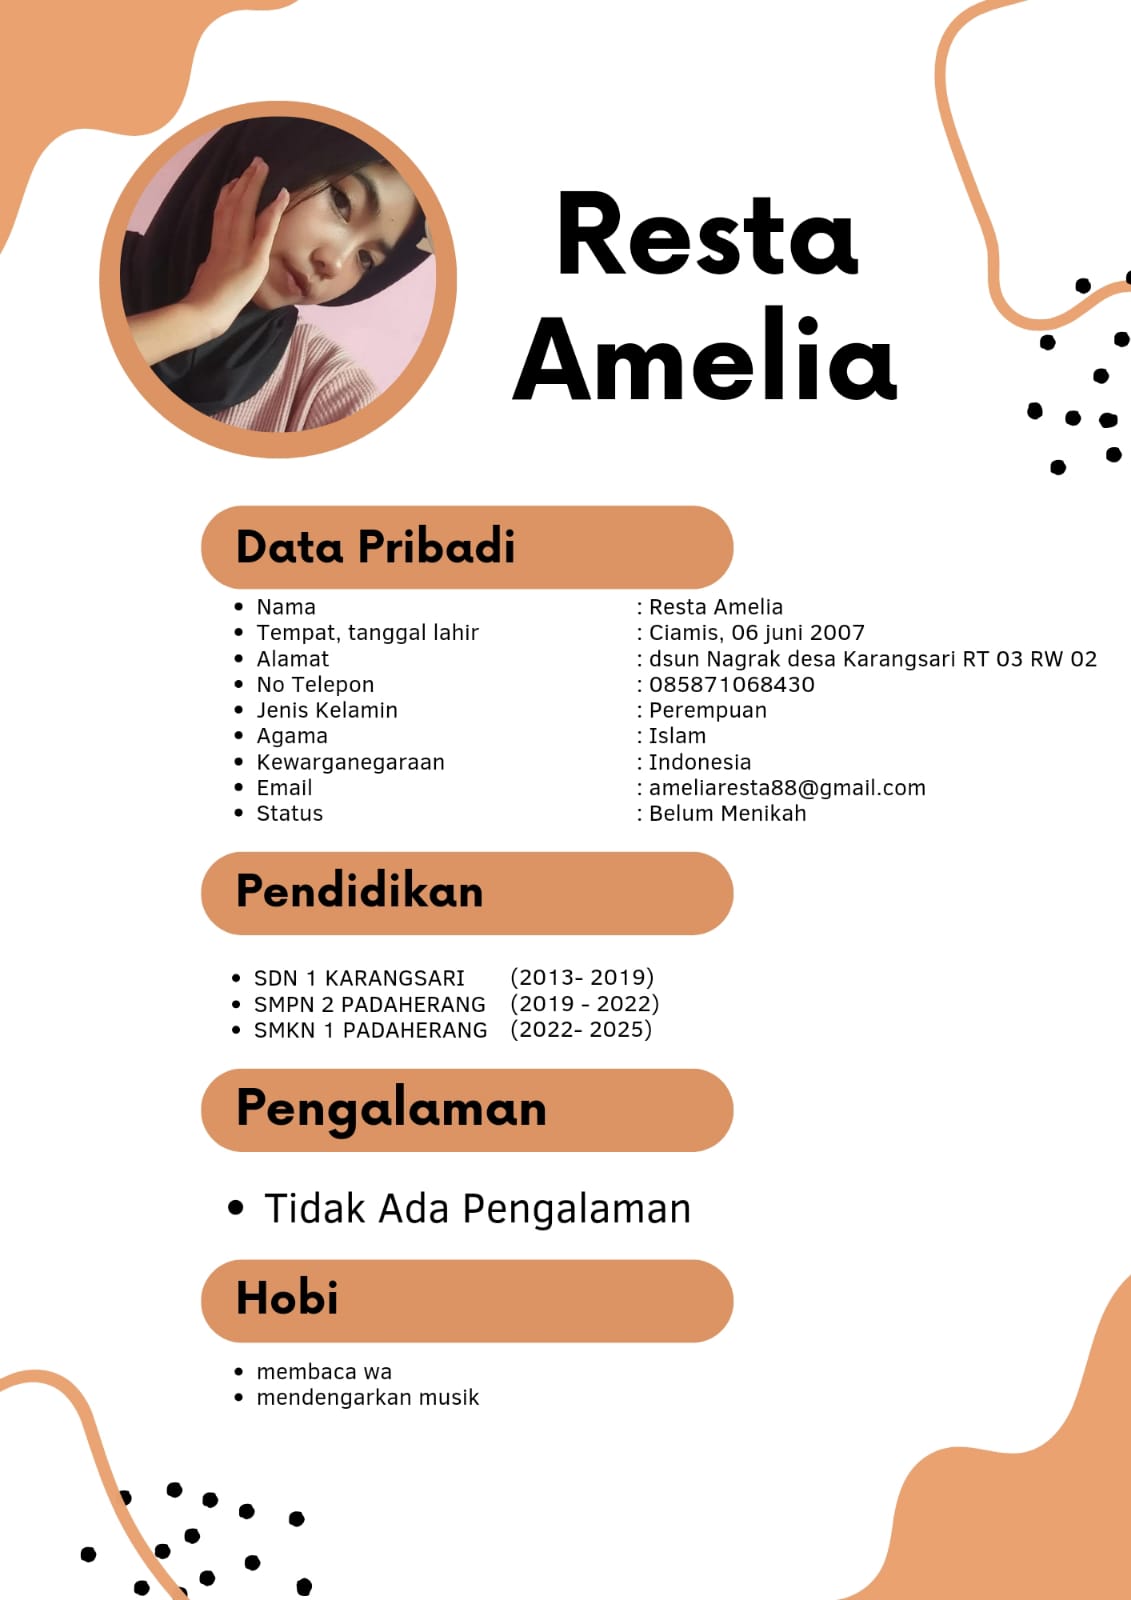 Resta
Amelia
Data Pribadi
• Nama : Resta Amelia
• Tempat, tanggal lahir : Ciamis, 06 juni 2007
• Alamat : dsun Nagrak desa Karangsari RT 03 RW 02
• No Telepon : 085871068430
• Jenis Kelamin : Perempuan
• Agama : Islam
• Kewarganegaraan : Indonesia
• Email : ameliaresta88@gmail.com
• Status : Belum Menikah
Pendidikan
• SDN 1 KARANGSARI (2013- 2019)
• SMPN 2 PADAHERANG (2019 - 2022)
• SMKN 1 PADAHERANG (2022- 2025)
Pengalaman
• Tidak Ada Pengalaman
Hobi
• membaca wa
• mendengarkan musik